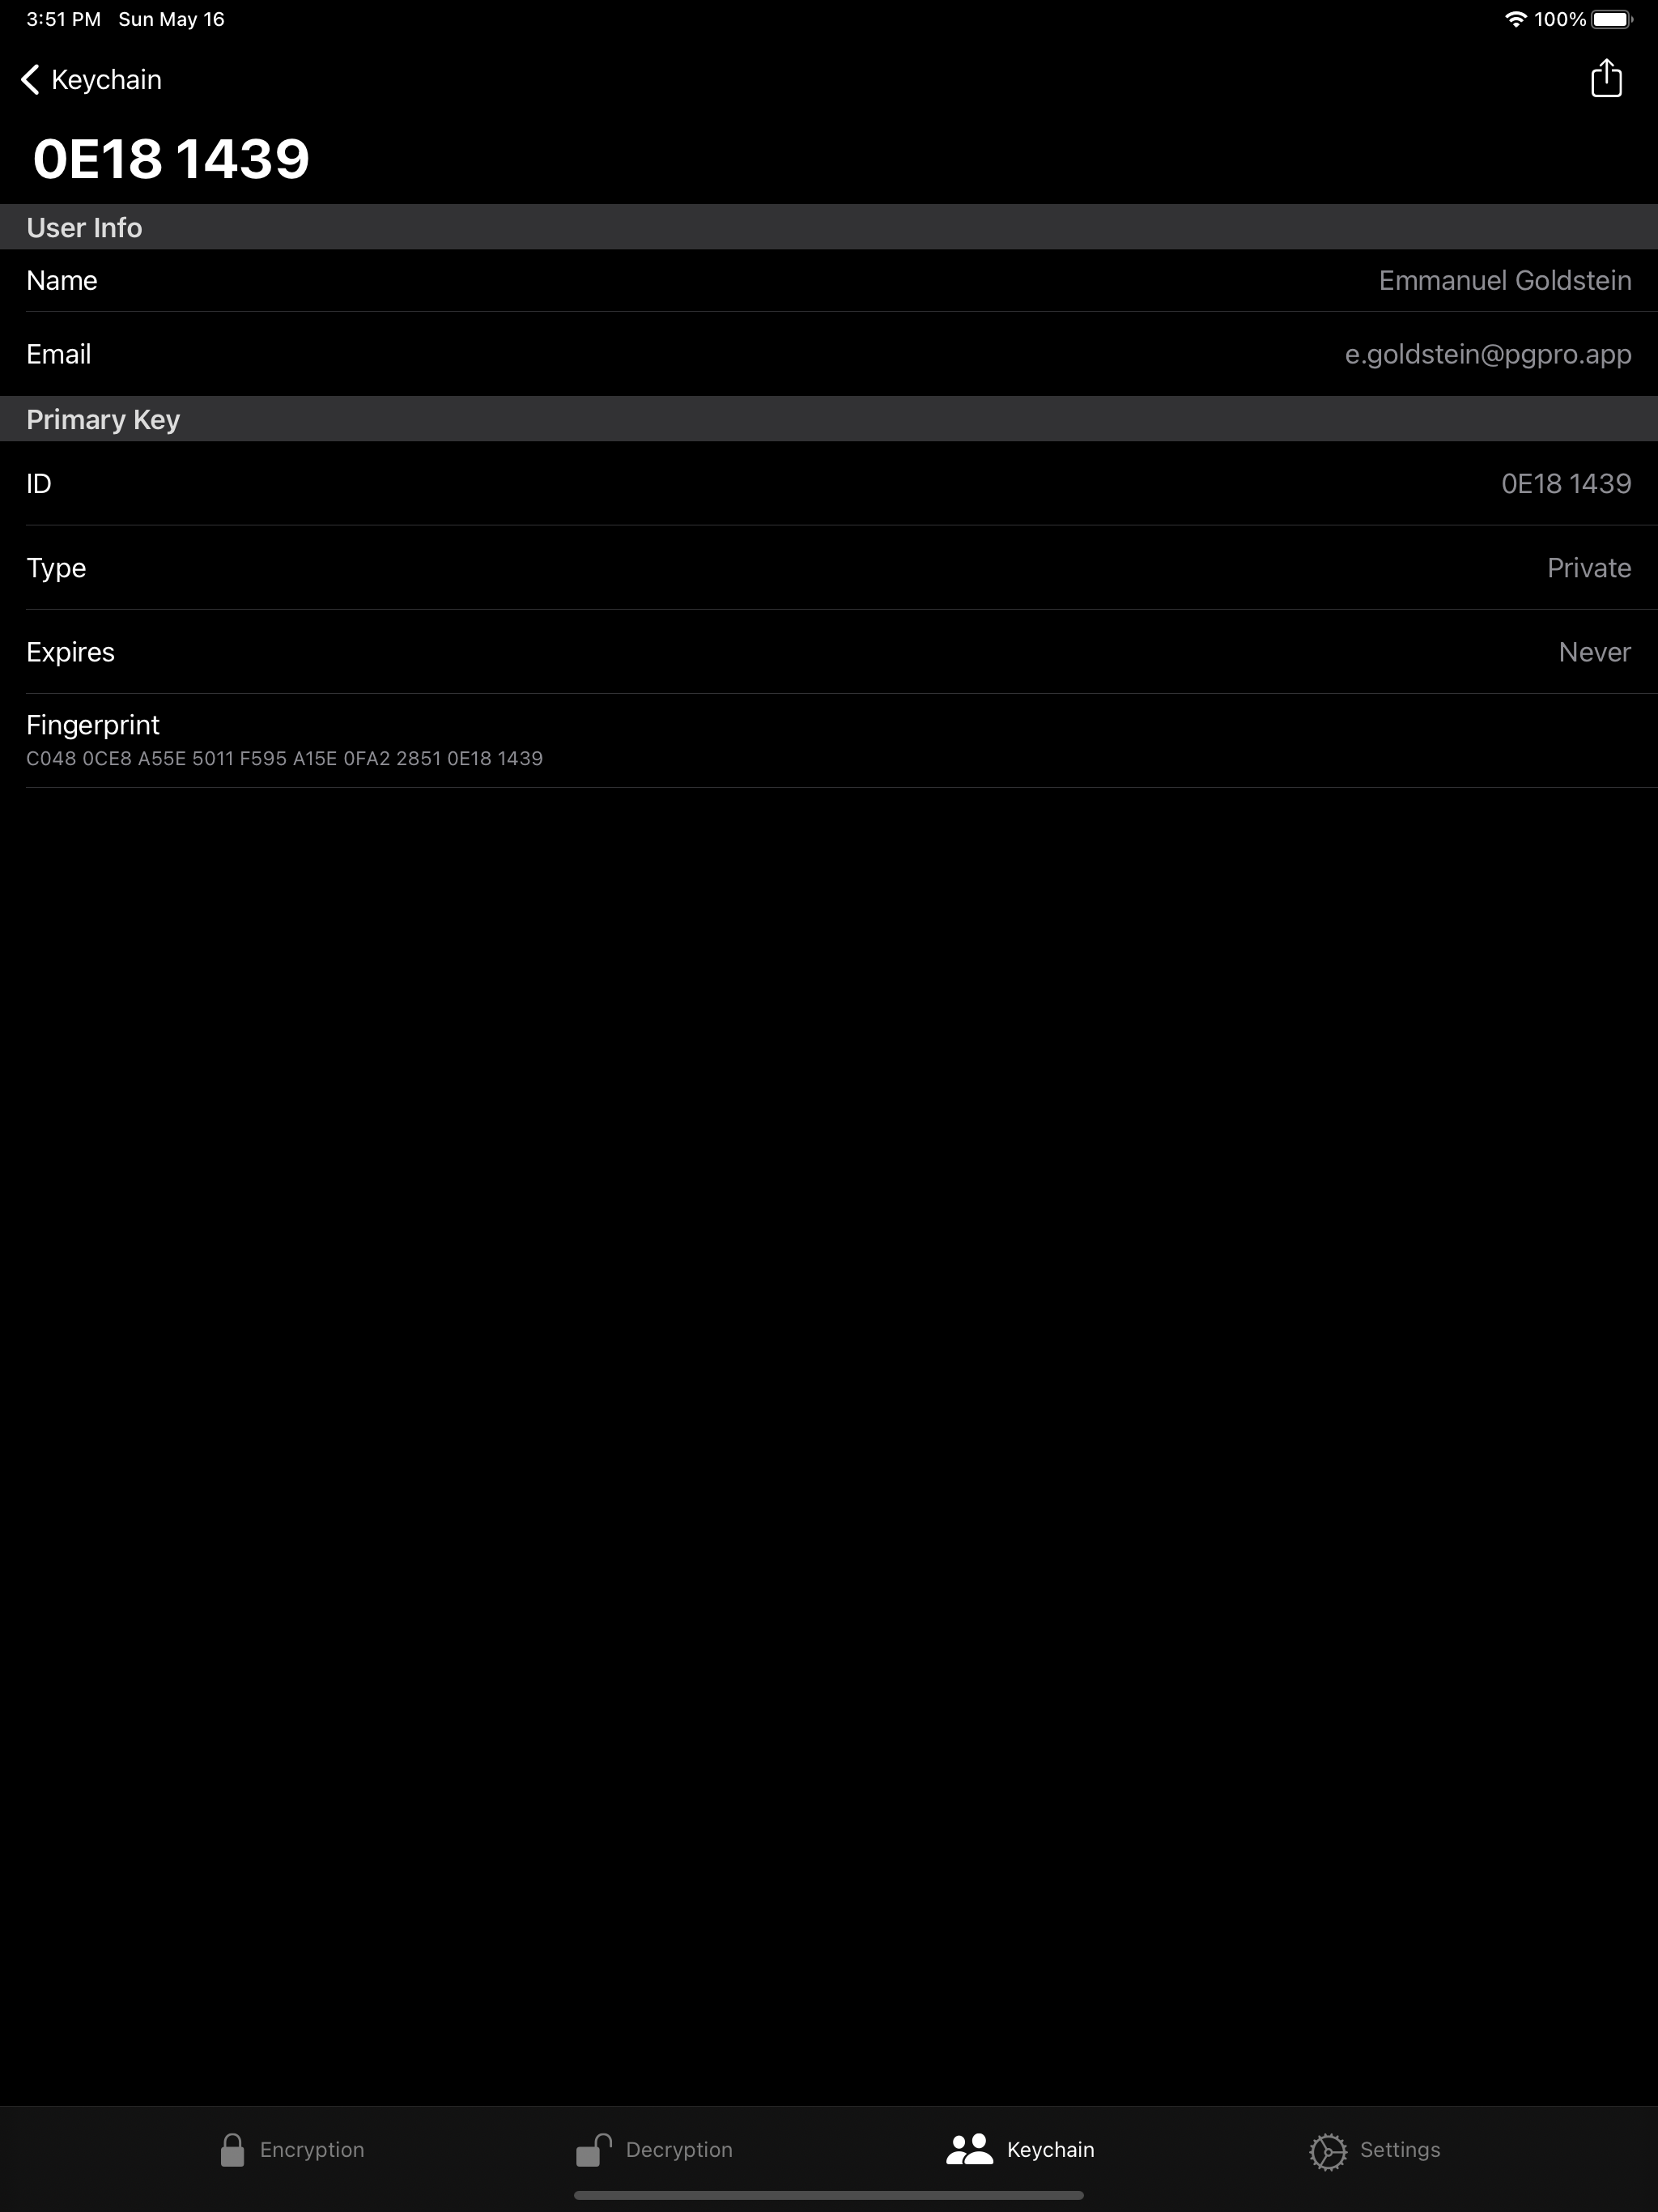 3:51 PM Sun May 16 100%
Keychain
0E18 1439
User Info
Name Emmanuel Goldstein
Email e.goldstein@pgpro.app
Primary Key
ID 0E18 1439
Type Private
Expires Never
Fingerprint
C048 0CE8 A55E 5011 F595 A15E 0FA2 2851 0E18 1439
Encryption Decryption Keychain Settings